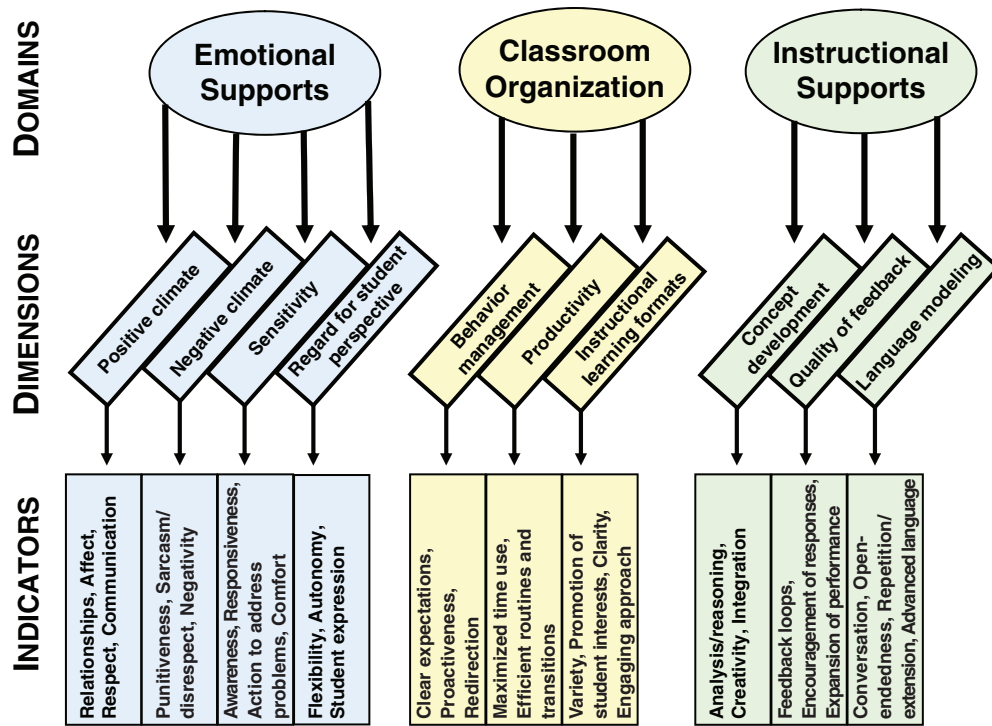 DOMAINS
Emotional
Supports
Classroom
Organization
Instructional
Supports
DIMENSIONS
Positive climate
Negative climate
Sensitivity
Regard for student
perspective
Behavior
management
Productivity
Instructional
learning formats
Concept
development
Quality of feedback
Language modeling
INDICATORS
Relationships, Affect,
Respect, Communication
Punitiveness, Sarcasm/
disrespect, Negativity
Awareness, Responsiveness,
Action to address
problems, Comfort
Flexibility, Autonomy,
Student expression
Clear expectations,
Proactiveness,
Redirection
Maximized time use,
Efficient routines and
transitions
Variety, Promotion of
student interests, Clarity,
Engaging approach
Analysis/reasoning,
Creativity, Integration
Feedback loops,
Encouragement of responses,
Expansion of performance
Conversation, Open-
endedness, Repetition/
extension, Advanced language